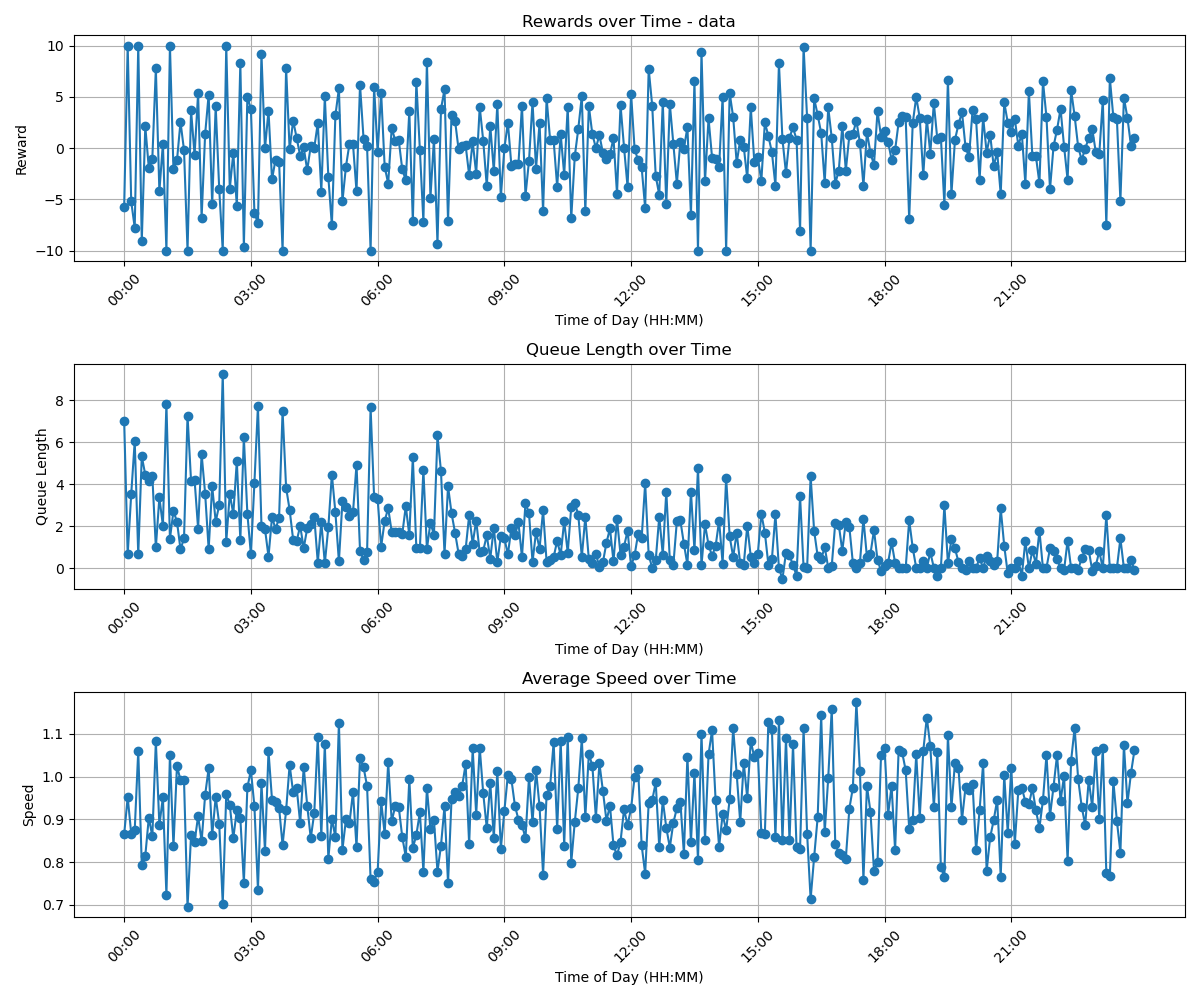 Rewards over Time - data
10
5
0
−5
−10
Reward
00:00 03:00 06:00 09:00 12:00 15:00 18:00 21:00
Time of Day (HH:MM)
Queue Length over Time
8
6
4
2
0
Queue Length
00:00 03:00 06:00 09:00 12:00 15:00 18:00 21:00
Time of Day (HH:MM)
Average Speed over Time
1.1
1.0
0.9
0.8
0.7
Speed
00:00 03:00 06:00 09:00 12:00 15:00 18:00 21:00
Time of Day (HH:MM)